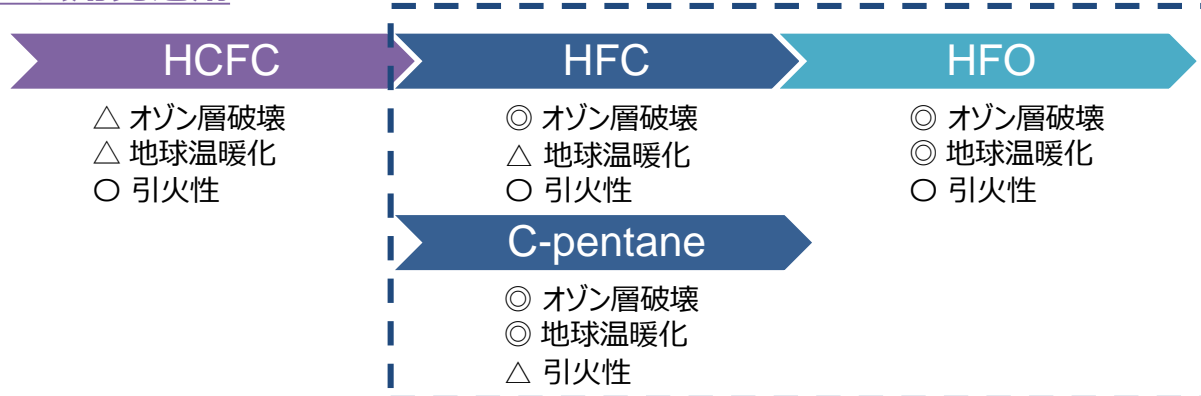 HCFC
HFC
HFO
△ オゾン層破壊
△ 地球温暖化
○ 引火性
◎ オゾン層破壊
△ 地球温暖化
○ 引火性
◎ オゾン層破壊
◎ 地球温暖化
○ 引火性
C-pentane
◎ オゾン層破壊
◎ 地球温暖化
△ 引火性